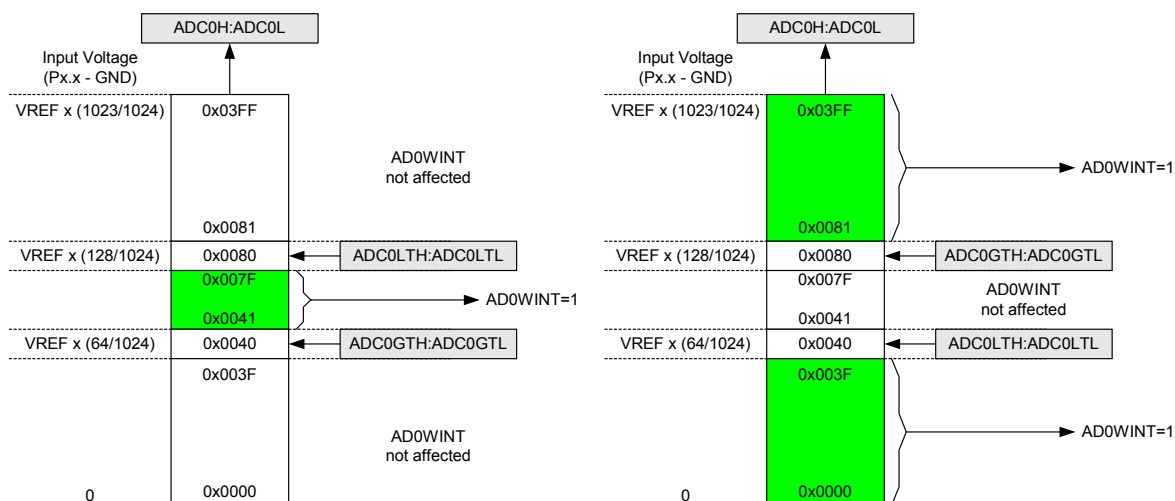 ADC0H:ADC0L
Input Voltage
(Px.x - GND)
VREF x (1023/1024)
0x03FF
AD0WINT
not affected
0x0081
VREF x (128/1024)
0x0080
ADC0LTH:ADC0LTL
0x007F
AD0WINT=1
0x0041
VREF x (64/1024)
0x0040
ADC0GTH:ADC0GTL
0x003F
AD0WINT
not affected
0
0x0000
ADC0H:ADC0L
Input Voltage
(Px.x - GND)
VREF x (1023/1024)
0x03FF
AD0WINT=1
0x0081
VREF x (128/1024)
0x0080
ADC0GTH:ADC0GTL
0x007F
AD0WINT
not affected
0x0041
VREF x (64/1024)
0x0040
ADC0LTH:ADC0LTL
0x003F
AD0WINT=1
0
0x0000